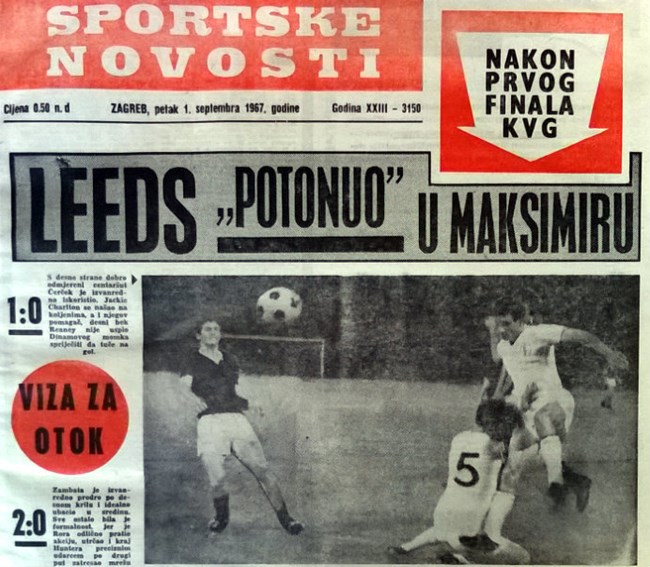 SPORTSKE
NOVOSTI
NAKON
PRVOG
FINALA
KVG
Cijena 0.50 n. d ZAGREB, petak 1. septembra 1967. godine Godina XXIII – 3150
LEEDS „POTONUO” U MAKSIMIRU
1:0
S desne strane dobro
odmjereni centaršut
Čerček je izvanred-
no iskoristio. Jackie
Charlton se našao na
koljenima, a i njegov
pomagač, desni bek
Reaney nije uspio
Dinamovog momka
spriječiti da tuče na
gol.
VIZA ZA
OTOK
2:0
Zambata je izvan-
redno prodro po de-
snom krilu i idealno
ubacio u sredinu.
Sve ostalo bila je
formalnost, jer je
Rora odlično pratio
akciju, utrčao i kraj
Huntera preciznim
udarcem po drugi
put zatresao mrežu
5